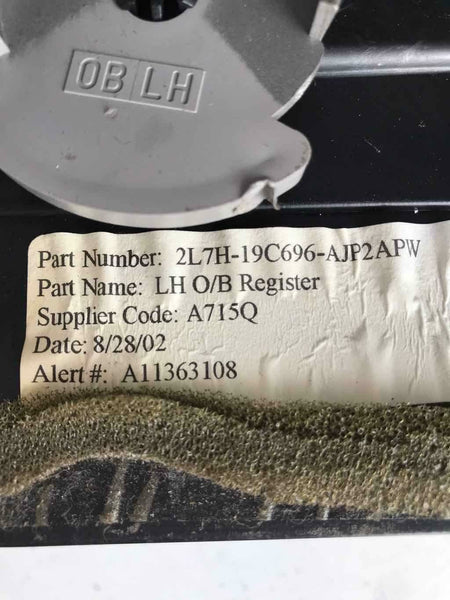 OB LH
Part Number: 2L7H-19C696-AJP2APW
Part Name: LH O/B Register
Supplier Code: A715Q
Date: 8/28/02
Alert #: A11363108